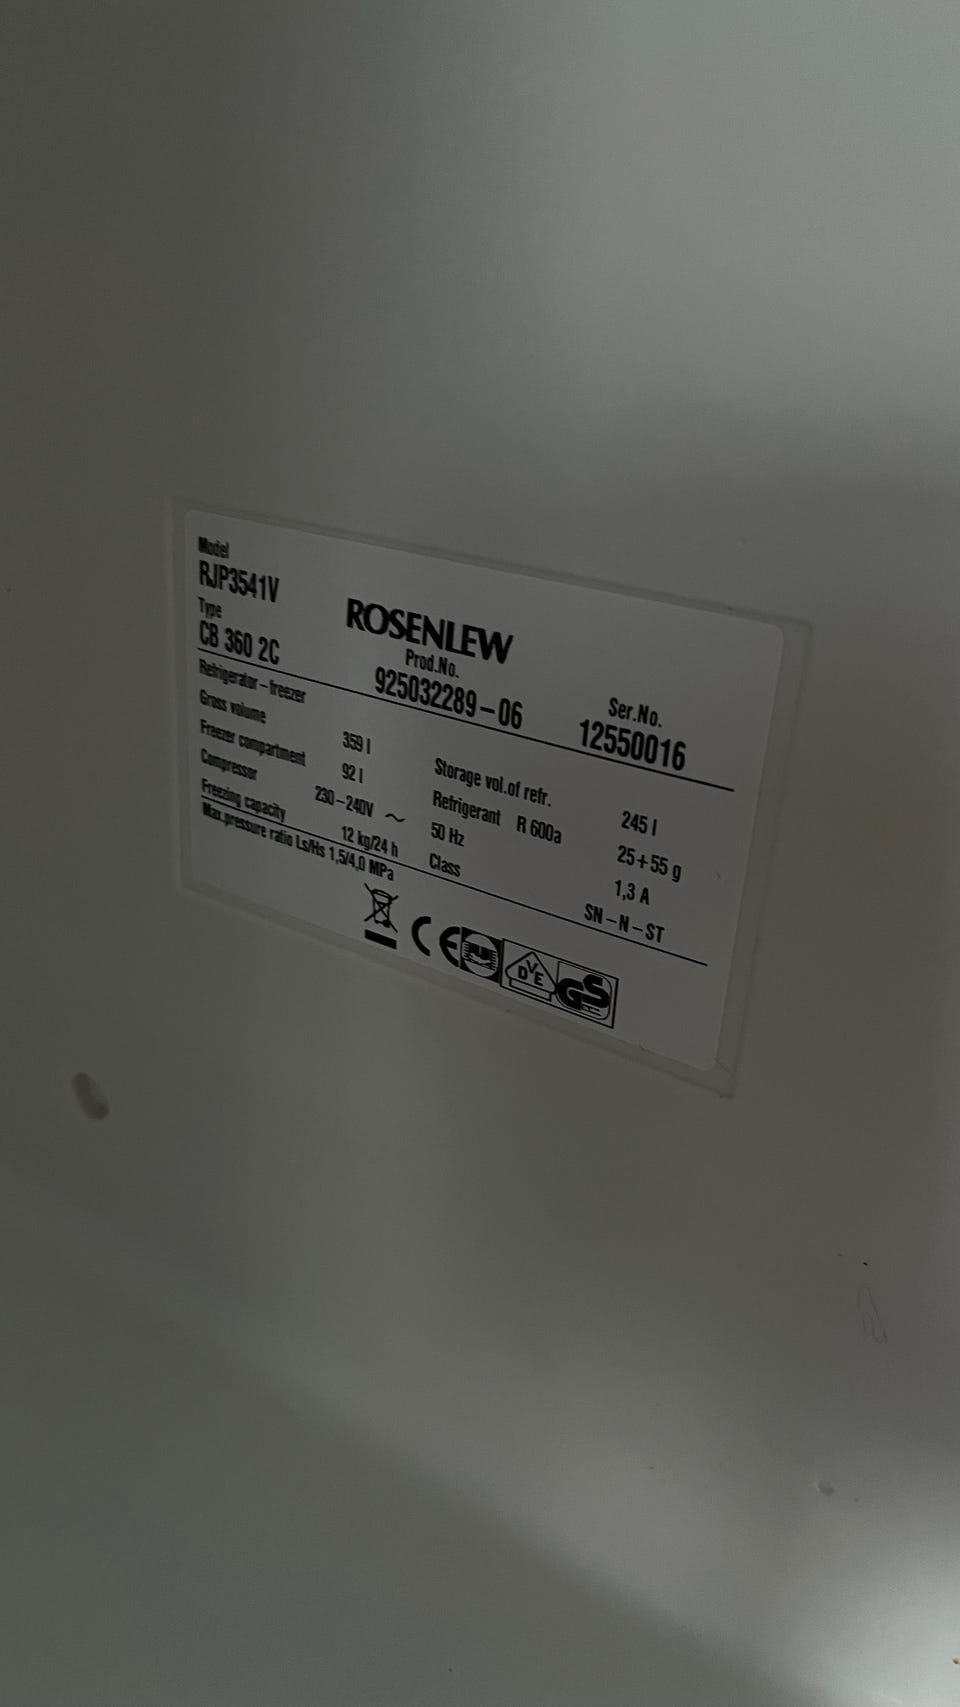 Model
RJP3541V
Type
CB 360 2C
ROSENLEW
Prod.No.
925032289-06
Ser.No.
12550016
Refrigerator-freezer
Gross volume 359 l
Freezer compartment 92 l
Compressor 230-240V ~
Freezing capacity 12 kg/24 h
Storage vol.of refr. 245 l
Refrigerant R 600a 25+55 g
50 Hz 1,3 A
Class SN-N-ST
Max.pressure ratio Ls/Hs 1,5/4,0 MPa
CE
DVE
GS